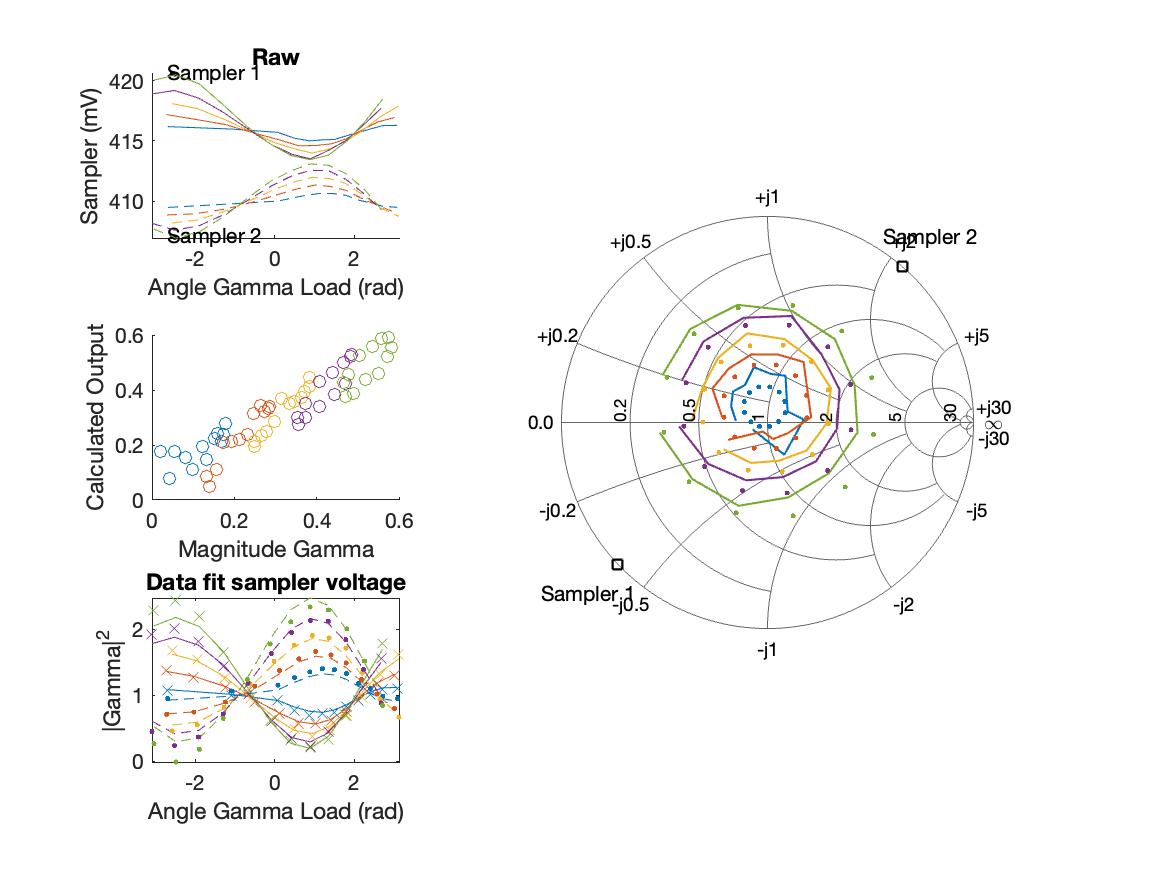 Raw
Sampler 1
420
415
410
Sampler (mV)
Sampler 2
-2
0
2
Angle Gamma Load (rad)
0.6
0.4
0.2
0
Calculated Output
0
0.2
0.4
0.6
Magnitude Gamma
Data fit sampler voltage
2
1
0
|Gamma|²
-2
0
2
Angle Gamma Load (rad)
+j1
+j0.5
Sampler 2
+j2
+j0.2
+j5
0.0
0.2
0.5
1
2
5
30
+j30
∞
-j30
-j0.2
-j5
Sampler 1
-j0.5
-j2
-j1